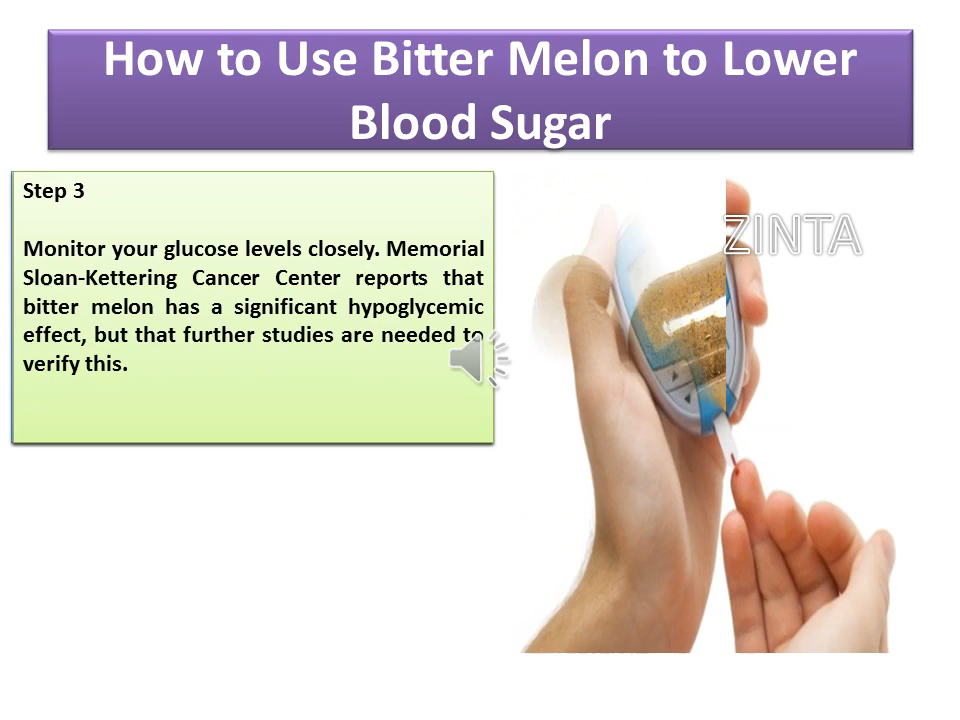 How to Use Bitter Melon to Lower
Blood Sugar
Step 3
Monitor your glucose levels closely. Memorial
Sloan-Kettering Cancer Center reports that
bitter melon has a significant hypoglycemic
effect, but that further studies are needed to
verify this.
ZINTA